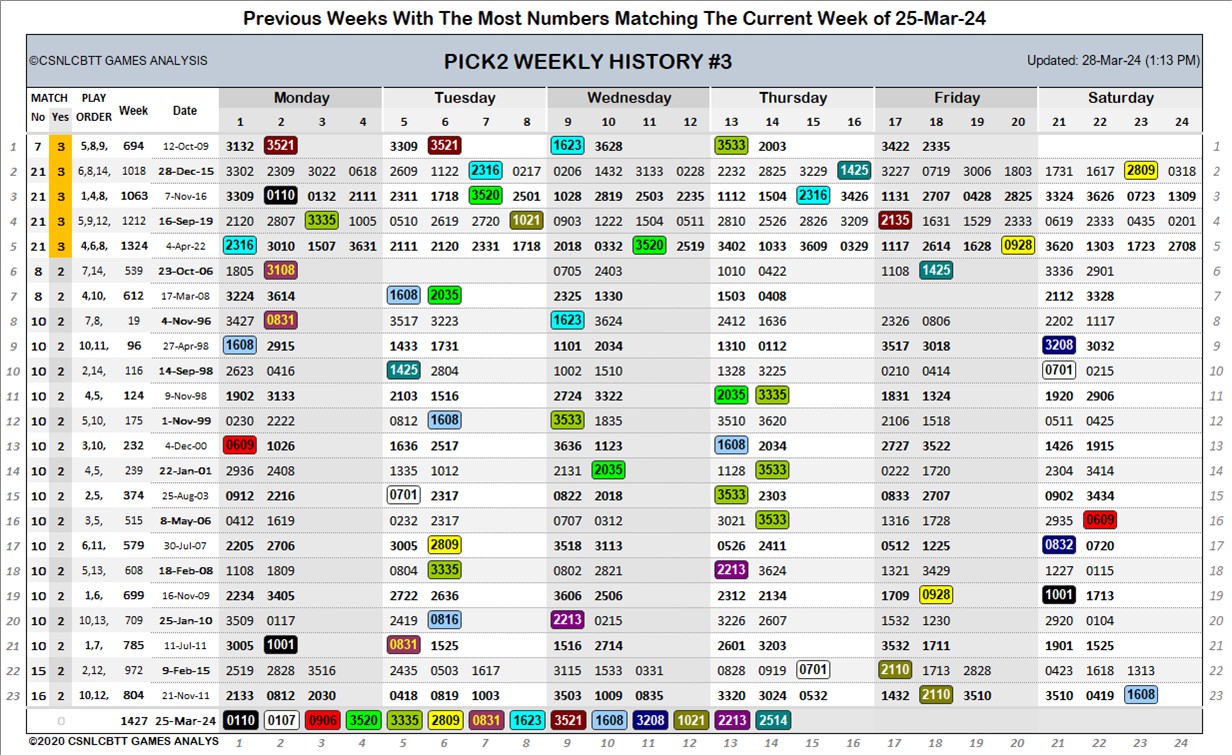 Previous Weeks With The Most Numbers Matching The Current Week of 25-Mar-24
©CSNLCBTT GAMES ANALYSIS PICK2 WEEKLY HISTORY #3 Updated: 28-Mar-24 (1:13 PM)
MATCH PLAY Week Date Monday Tuesday Wednesday Thursday Friday Saturday
No Yes ORDER 1 2 3 4 5 6 7 8 9 10 11 12 13 14 15 16 17 18 19 20 21 22 23 24
1 7 3 5,8,9, 694 12-Oct-09 3132 3521 3309 3521 1623 3628 3533 2003 3422 2335 1
2 21 3 6,8,14, 1018 28-Dec-15 3302 2309 3022 0618 2609 1122 2316 0217 0206 1432 3133 0228 2232 2825 3229 1425 3227 0719 3006 1803 1731 1617 2809 0318 2
3 21 3 1,4,8, 1063 7-Nov-16 3309 0110 0132 2111 2311 1718 3520 2501 1028 2819 2503 2235 1112 1504 2316 3426 1131 2707 0428 2825 3324 3626 0723 1309 3
4 21 3 5,9,12, 1212 16-Sep-19 2120 2807 3335 1005 0510 2619 2720 1021 0903 1222 1504 0511 2810 2526 2826 3209 2135 1631 1929 2933 0619 2333 0435 0201 4
5 21 3 4,6,8, 1324 4-Apr-22 2316 3010 1507 3631 2111 2120 2331 1718 2018 0332 3520 2519 3402 1033 3609 0329 1117 2614 1628 0928 3620 1303 1723 2708 5
6 8 2 7,14, 539 23-Oct-06 1805 3108 0705 2403 1010 0422 1108 1425 3336 2901 6
7 8 2 4,10, 612 17-Mar-08 3224 3614 1608 2035 2325 1330 1503 0408 2112 3328 7
8 10 2 7,8, 19 4-Nov-96 3427 0831 3517 3223 1623 3624 2412 1636 2326 0806 2202 1117 8
9 10 2 10,11, 96 27-Apr-98 1608 2915 1433 1731 1101 2034 1310 0112 3517 3018 3208 3032 9
10 10 2 2,14, 116 14-Sep-98 2623 0416 1425 2804 1002 1510 1328 3225 0210 0414 0701 0215 10
11 10 2 4,5, 124 9-Nov-98 1902 3133 2103 1516 2724 3322 2035 3335 1831 1324 1920 2906 11
12 10 2 5,10, 175 1-Nov-99 0230 2222 0812 1608 3533 1835 3510 3620 2106 1518 0511 0425 12
13 10 2 3,10, 232 4-Dec-00 0609 1026 1636 2517 3636 1123 1608 2034 2727 3522 1426 1915 13
14 10 2 4,5, 239 22-Jan-01 2936 2408 1335 1012 2131 2035 1128 3533 0222 1720 2304 3414 14
15 10 2 2,5, 374 25-Aug-03 0912 2216 0701 2317 0822 2018 3533 2303 0833 2707 0902 3434 15
16 10 2 3,5, 515 8-May-06 0412 1619 0232 2317 0707 0312 3021 3533 1316 1728 2935 0609 16
17 10 2 6,11, 579 30-Jul-07 2205 2706 3005 2809 3518 3113 0526 2411 0512 1225 0832 0720 17
18 10 2 5,13, 608 18-Feb-08 1108 1809 0804 3335 0802 2821 2213 3624 1321 3429 1227 0115 18
19 10 2 1,6, 699 16-Nov-09 2234 3405 2722 2636 3606 2506 2312 2134 1709 0928 1001 1713 19
20 10 2 10,13, 709 25-Jan-10 3509 0117 2419 0816 2213 0215 3226 2607 1532 1230 2920 0104 20
21 10 2 1,7, 785 11-Jul-11 3005 1001 0831 1525 1516 2714 2601 3203 3532 1711 1901 1525 21
22 15 2 2,12, 972 9-Feb-15 2519 2828 3516 2435 0503 1617 3115 1533 0331 0828 0919 0701 2110 1713 2828 0423 1618 1313 22
23 16 2 10,12, 804 21-Nov-11 2133 0812 2030 0418 0819 1003 3503 1009 0835 3320 3024 0532 1432 2110 3510 3510 0419 1608 23
0 1427 25-Mar-24 0110 0107 0906 3520 3335 2809 0831 1623 3521 1608 3208 1021 2213 2514
©2020 CSNLCBTT GAMES ANALYS 1 2 3 4 5 6 7 8 9 10 11 12 13 14 15 16 17 18 19 20 21 22 23 24